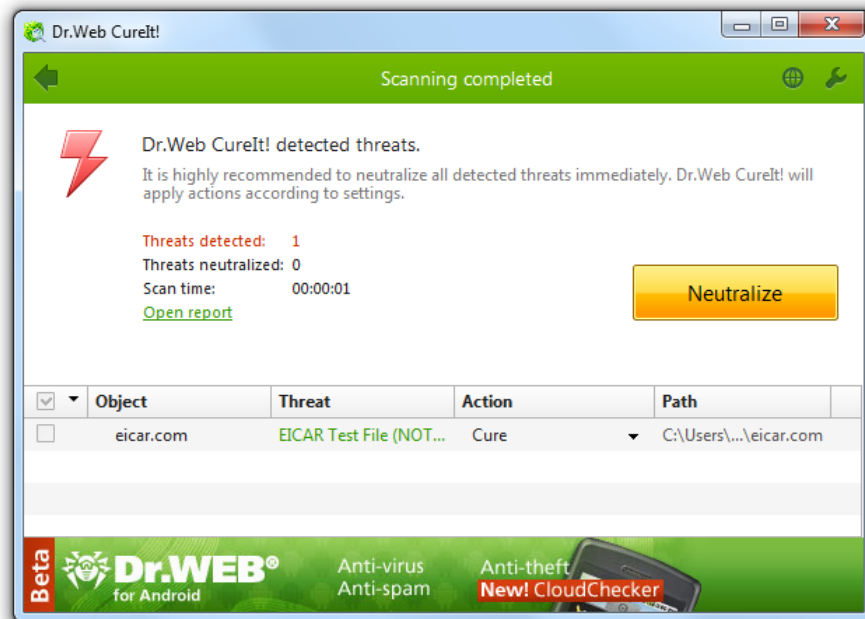 Dr.Web CureIt!
Scanning completed
Dr.Web CureIt! detected threats.
It is highly recommended to neutralize all detected threats immediately. Dr.Web CureIt! will
apply actions according to settings.
Threats detected: 1
Threats neutralized: 0
Scan time: 00:00:01
Open report
Neutralize
Object Threat Action Path
eicar.com EICAR Test File (NOT... Cure C:\Users\...\eicar.com
Beta
Dr.WEB®
for Android
Anti-virus
Anti-spam
Anti-theft
New! CloudChecker